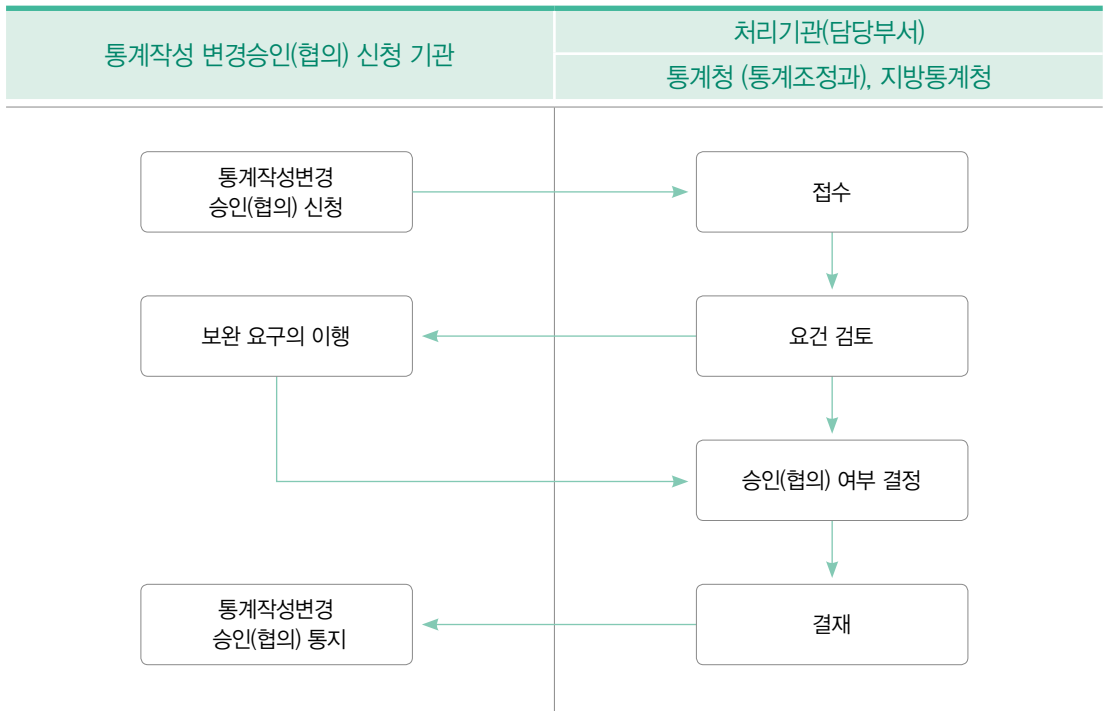 통계작성 변경승인(협의) 신청 기관
처리기관(담당부서)
통계청 (통계조정과), 지방통계청
통계작성변경
승인(협의) 신청
접수
보완 요구의 이행
요건 검토
승인(협의) 여부 결정
통계작성변경
승인(협의) 통지
결재